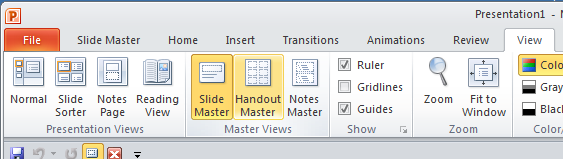 P
Presentation1 -
File Slide Master Home Insert Transitions Animations Review View
Normal Slide Sorter Notes Page Reading View
Presentation Views
Slide Master Handout Master Notes Master
Master Views
Ruler
Gridlines
Guides
Show
Zoom Fit to Window
Zoom
Colo
Gray
Black
Color/